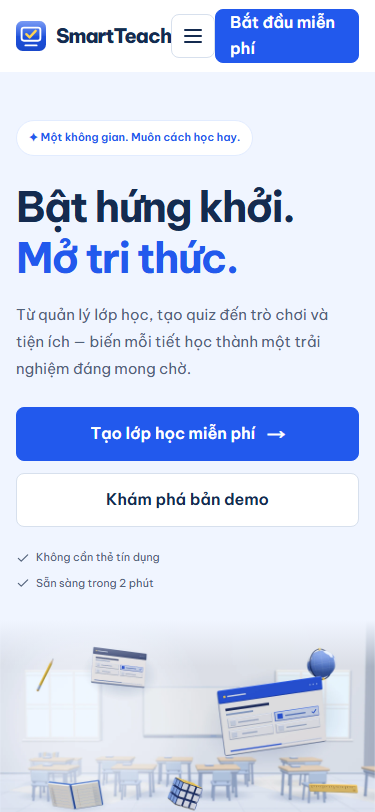 SmartTeach
Bắt đầu miễn
phí
✦ Một không gian. Muôn cách học hay.
Bật hứng khởi.
Mở tri thức.
Từ quản lý lớp học, tạo quiz đến trò chơi và
tiện ích — biến mỗi tiết học thành một trải
nghiệm đáng mong chờ.
Tạo lớp học miễn phí →
Khám phá bản demo
Không cần thẻ tín dụng
Sẵn sàng trong 2 phút